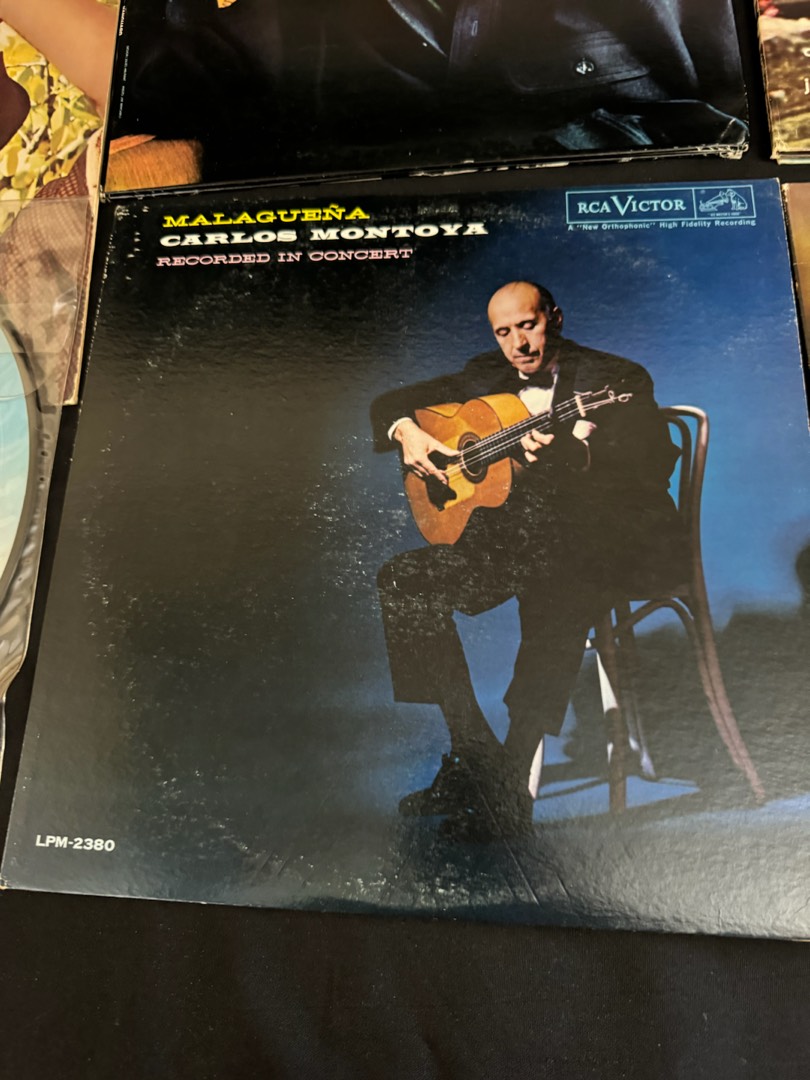 MALAGUEÑA
CARLOS MONTOYA
RECORDED IN CONCERT
RCA VICTOR
A "New Orthophonic" High Fidelity Recording
LPM-2380
J